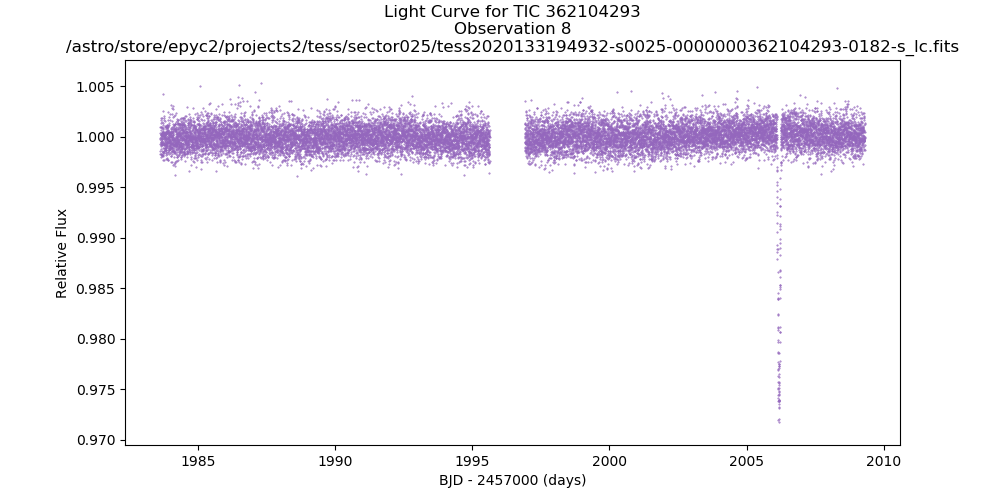 Light Curve for TIC 362104293
Observation 8
/astro/store/epyc2/projects2/tess/sector025/tess2020133194932-s0025-0000000362104293-0182-s_lc.fits
1.005
1.000
0.995
0.990
0.985
0.980
0.975
0.970
Relative Flux
1985
1990
1995
2000
2005
2010
BJD - 2457000 (days)